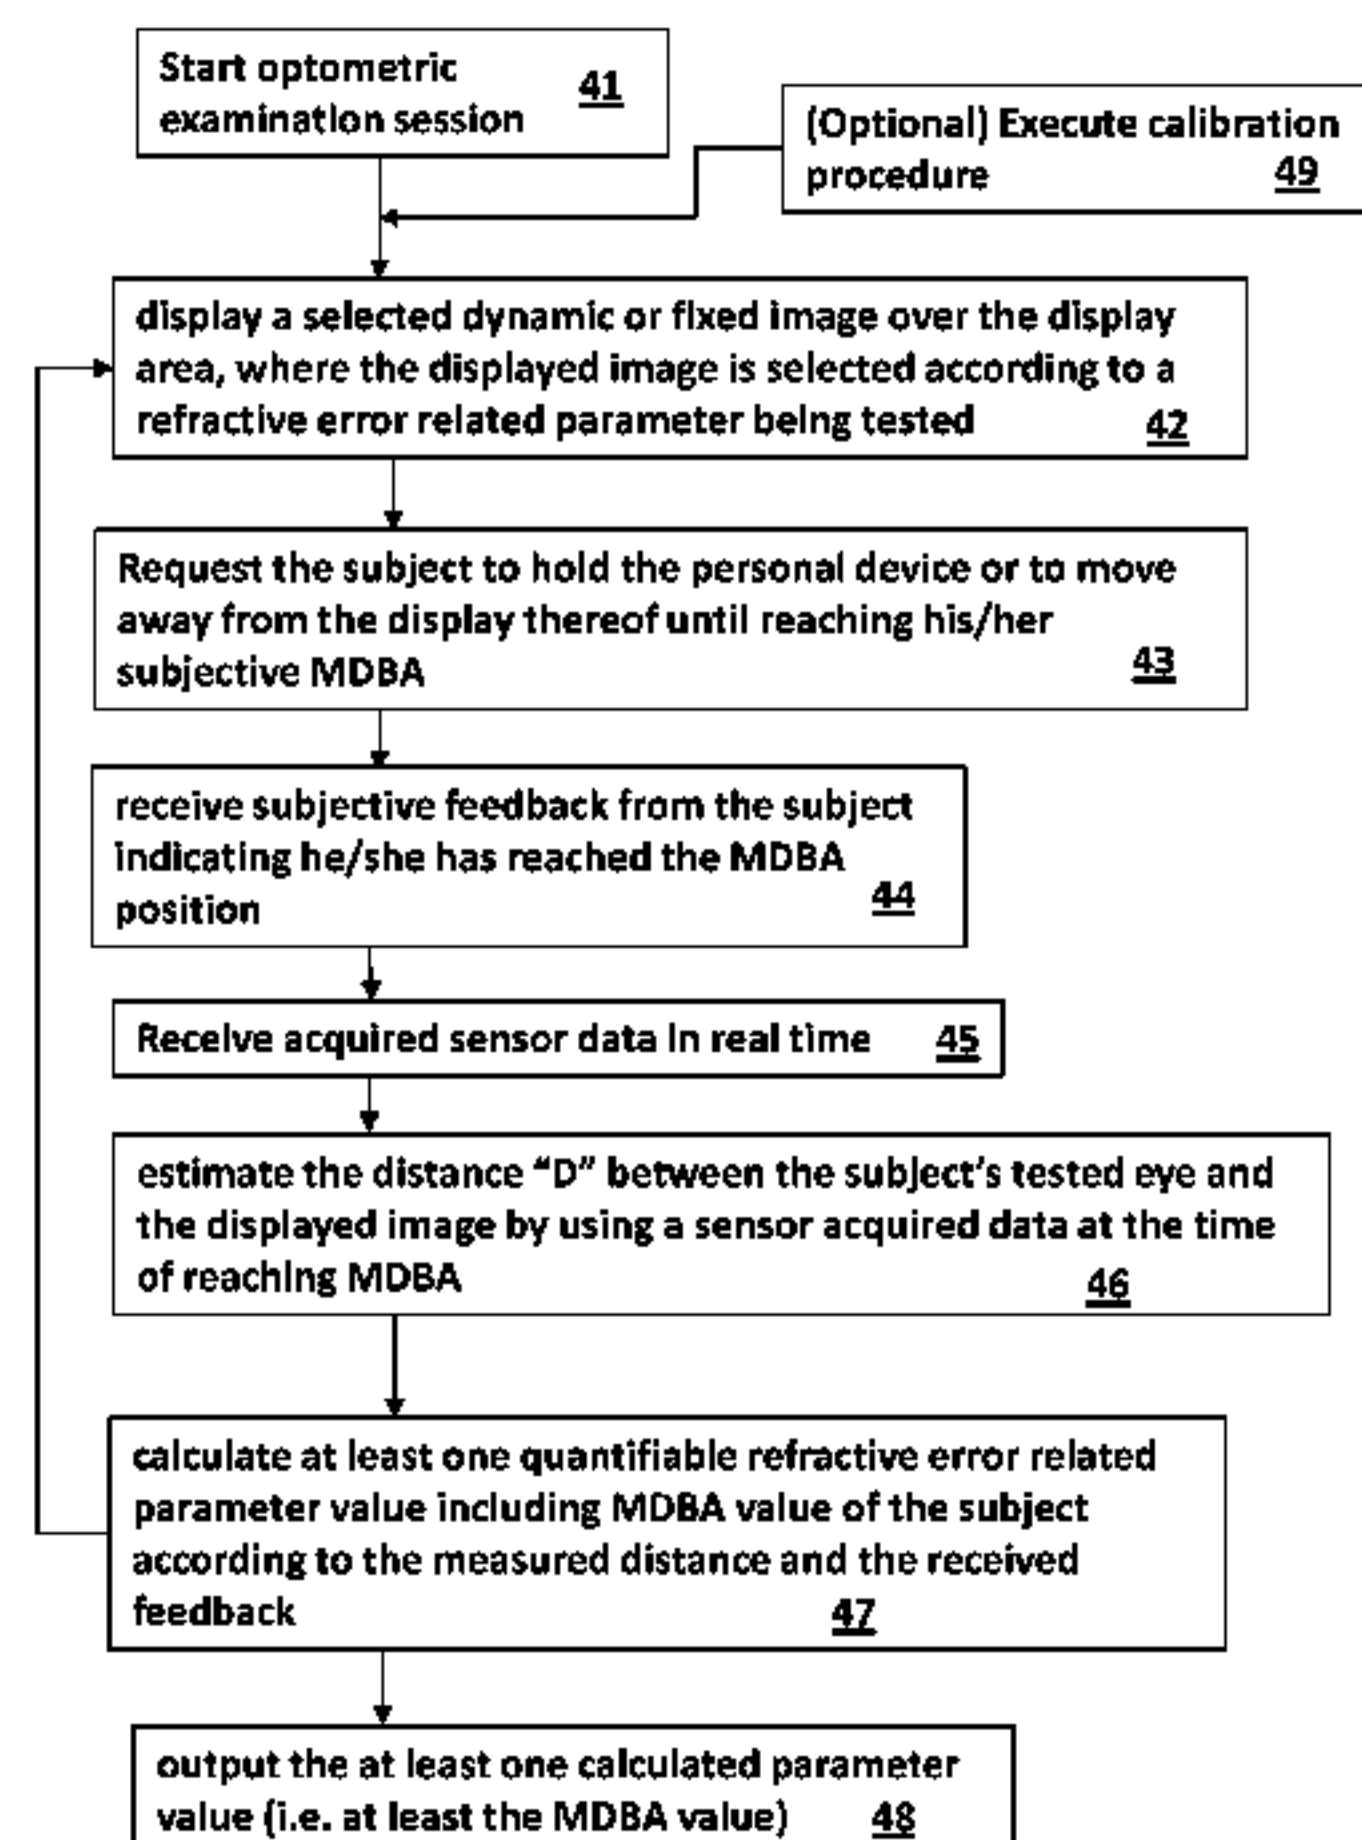 Start optometric
examination session 41
(Optional) Execute calibration
procedure 49
display a selected dynamic or fixed image over the display
area, where the displayed image is selected according to a
refractive error related parameter being tested 42
Request the subject to hold the personal device or to move
away from the display thereof until reaching his/her
subjective MDBA 43
receive subjective feedback from the subject
indicating he/she has reached the MDBA
position 44
Receive acquired sensor data in real time 45
estimate the distance “D” between the subject's tested eye and
the displayed image by using a sensor acquired data at the time
of reaching MDBA 46
calculate at least one quantifiable refractive error related
parameter value including MDBA value of the subject
according to the measured distance and the received
feedback 47
output the at least one calculated parameter
value (i.e. at least the MDBA value) 48